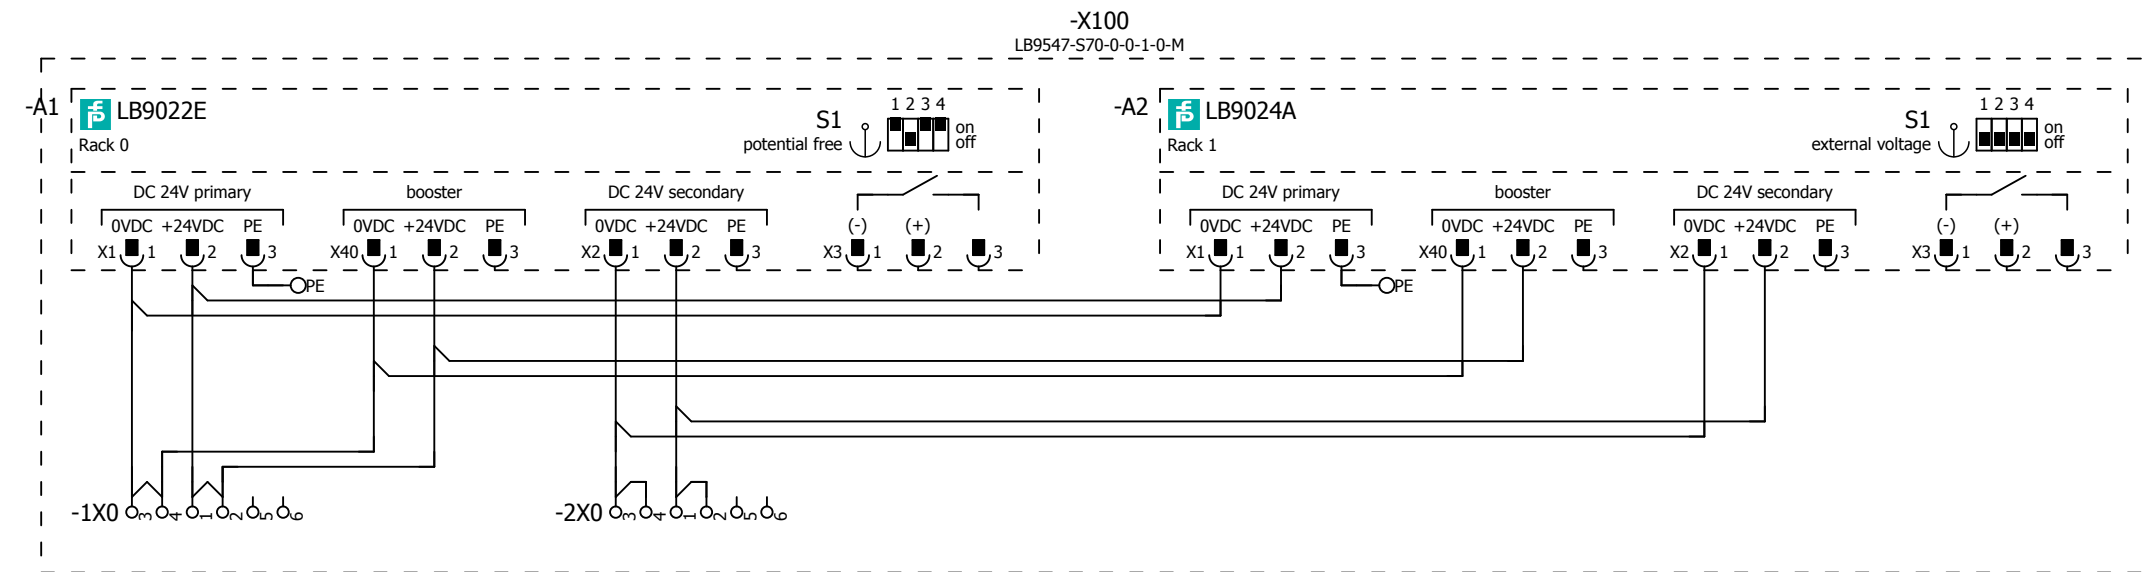 -X100
LB9547-S70-0-0-1-0-M
-A1 LB9022E
Rack 0
S1 1 2 3 4 on
potential free off
DC 24V primary booster DC 24V secondary
0VDC +24VDC PE 0VDC +24VDC PE 0VDC +24VDC PE (-) (+)
X1 1 2 3 X40 1 2 3 X2 1 2 3 X3 1 2 3
PE
-A2 LB9024A
Rack 1
S1 1 2 3 4 on
external voltage off
DC 24V primary booster DC 24V secondary
0VDC +24VDC PE 0VDC +24VDC PE 0VDC +24VDC PE (-) (+)
X1 1 2 3 X40 1 2 3 X2 1 2 3 X3 1 2 3
PE
-1X0 3 4 1 2 5 6
-2X0 3 4 1 2 5 6